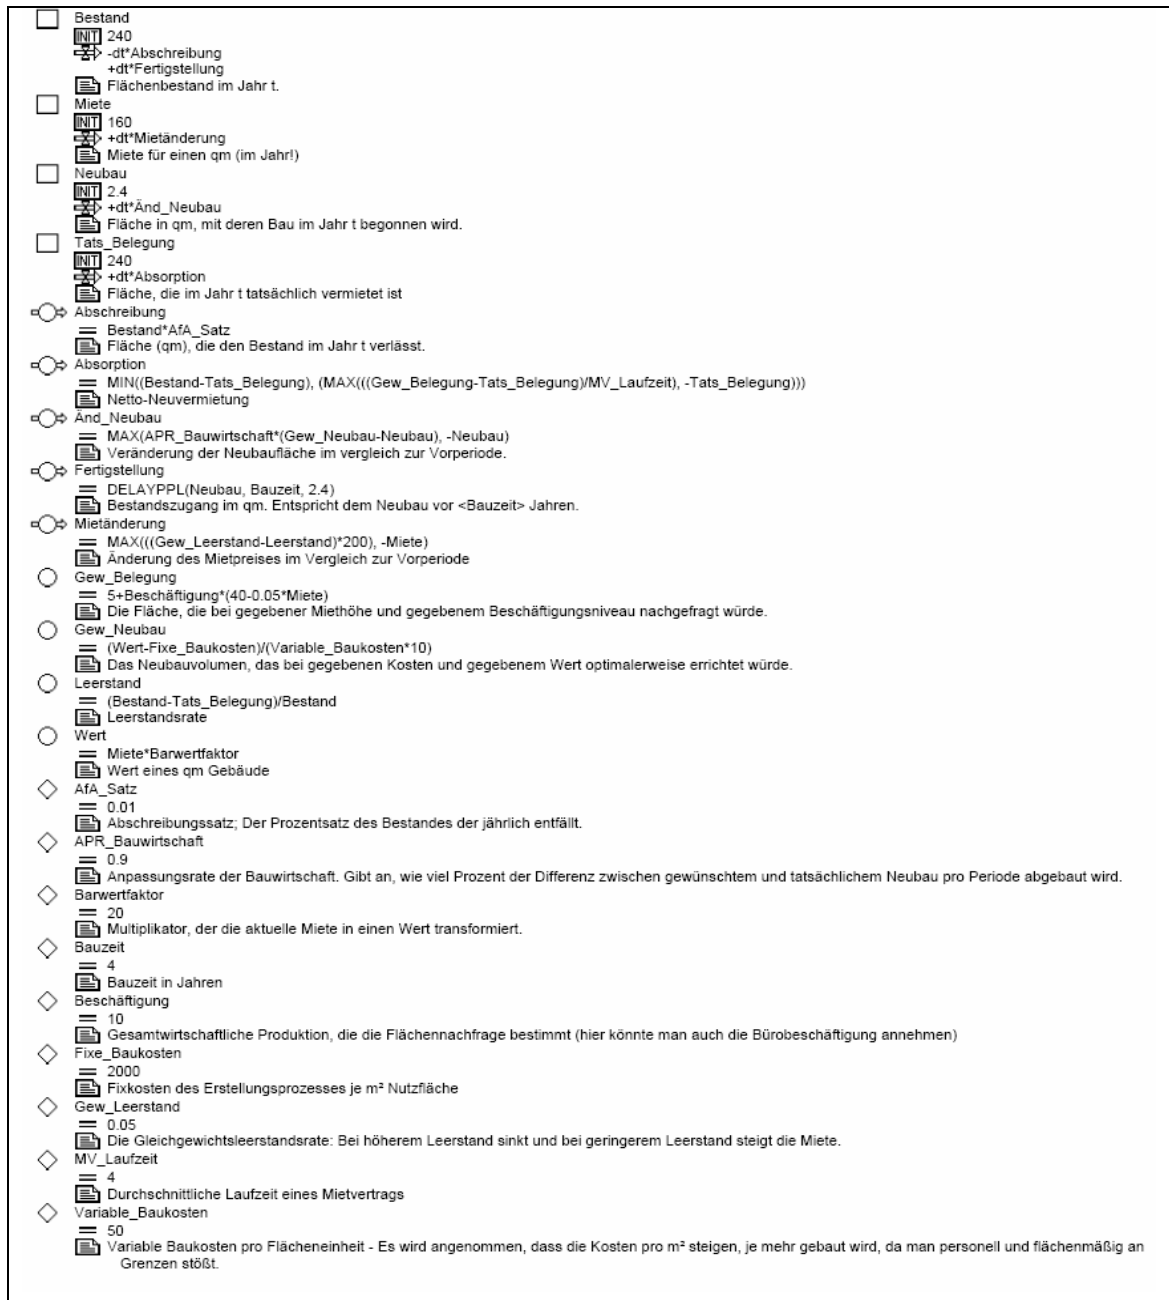 Bestand
INIT 240
-dt*Abschreibung
+dt*Fertigstellung
Flächenbestand im Jahr t.
Miete
INIT 160
+dt*Mietänderung
Miete für einen qm (im Jahr!)
Neubau
INIT 2.4
+dt*Änd_Neubau
Fläche in qm, mit deren Bau im Jahr t begonnen wird.
Tats_Belegung
INIT 240
+dt*Absorption
Fläche, die im Jahr t tatsächlich vermietet ist
Abschreibung
= Bestand*AfA_Satz
Fläche (qm), die den Bestand im Jahr t verlässt.
Absorption
= MIN((Bestand-Tats_Belegung), (MAX(((Gew_Belegung-Tats_Belegung)/MV_Laufzeit), -Tats_Belegung)))
Netto-Neuvermietung
Änd_Neubau
= MAX(APR_Bauwirtschaft*(Gew_Neubau-Neubau), -Neubau)
Veränderung der Neubaufläche im vergleich zur Vorperiode.
Fertigstellung
= DELAYPPL(Neubau, Bauzeit, 2.4)
Bestandszugang im qm. Entspricht dem Neubau vor <Bauzeit> Jahren.
Mietänderung
= MAX(((Gew_Leerstand-Leerstand)*200), -Miete)
Änderung des Mietpreises im Vergleich zur Vorperiode
Gew_Belegung
= 5+Beschäftigung*(40-0.05*Miete)
Die Fläche, die bei gegebener Miethöhe und gegebenem Beschäftigungsniveau nachgefragt würde.
Gew_Neubau
= (Wert-Fixe_Baukosten)/(Variable_Baukosten*10)
Das Neubauvolumen, das bei gegebenen Kosten und gegebenem Wert optimalerweise errichtet würde.
Leerstand
= (Bestand-Tats_Belegung)/Bestand
Leerstandsrate
Wert
= Miete*Barwertfaktor
Wert eines qm Gebäude
AfA_Satz
= 0.01
Abschreibungssatz; Der Prozentsatz des Bestandes der jährlich entfällt.
APR_Bauwirtschaft
= 0.9
Anpassungsrate der Bauwirtschaft. Gibt an, wie viel Prozent der Differenz zwischen gewünschtem und tatsächlichem Neubau pro Periode abgebaut wird.
Barwertfaktor
= 20
Multiplikator, der die aktuelle Miete in einen Wert transformiert.
Bauzeit
= 4
Bauzeit in Jahren
Beschäftigung
= 10
Gesamtwirtschaftliche Produktion, die die Flächennachfrage bestimmt (hier könnte man auch die Bürobeschäftigung annehmen)
Fixe_Baukosten
= 2000
Fixkosten des Erstellungsprozesses je m² Nutzfläche
Gew_Leerstand
= 0.05
Die Gleichgewichtsleerstandsrate: Bei höherem Leerstand sinkt und bei geringerem Leerstand steigt die Miete.
MV_Laufzeit
= 4
Durchschnittliche Laufzeit eines Mietvertrags
Variable_Baukosten
= 50
Variable Baukosten pro Flächeneinheit - Es wird angenommen, dass die Kosten pro m² steigen, je mehr gebaut wird, da man personell und flächenmäßig an
Grenzen stößt.